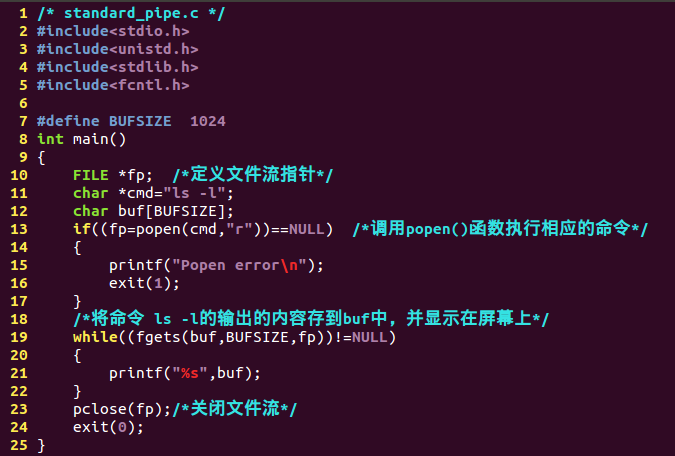 1 /* standard_pipe.c */
2 #include<stdio.h>
3 #include<unistd.h>
4 #include<stdlib.h>
5 #include<fcntl.h>
6
7 #define BUFSIZE  1024
8 int main()
9 {
10     FILE *fp;  /*定义文件流指针*/
11     char *cmd="ls -l";
12     char buf[BUFSIZE];
13     if((fp=popen(cmd,"r"))==NULL)  /*调用popen()函数执行相应的命令*/
14     {
15         printf("Popen error\n");
16         exit(1);
17     }
18     /*将命令 ls -l的输出的内容存到buf中，并显示在屏幕上*/
19     while((fgets(buf,BUFSIZE,fp))!=NULL)
20     {
21         printf("%s",buf);
22     }
23     pclose(fp);/*关闭文件流*/
24     exit(0);
25 }